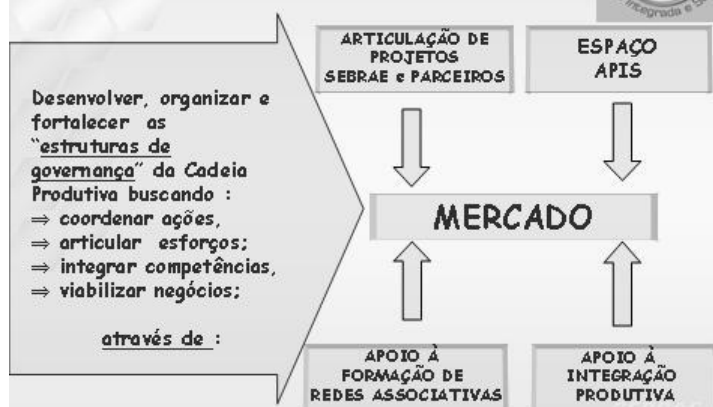 Desenvolver, organizar e
fortalecer as
“estruturas de
governança” da Cadeia
Produtiva buscando :
⇒ coordenar ações,
⇒ articular esforços;
⇒ integrar competências,
⇒ viabilizar negócios;
através de :
ARTICULAÇÃO DE
PROJETOS
SEBRAE e PARCEIROS
ESPAÇO
APIS
MERCADO
APOIO À
FORMAÇÃO DE
REDES ASSOCIATIVAS
APOIO À
INTEGRAÇÃO
PRODUTIVA
Integrada e